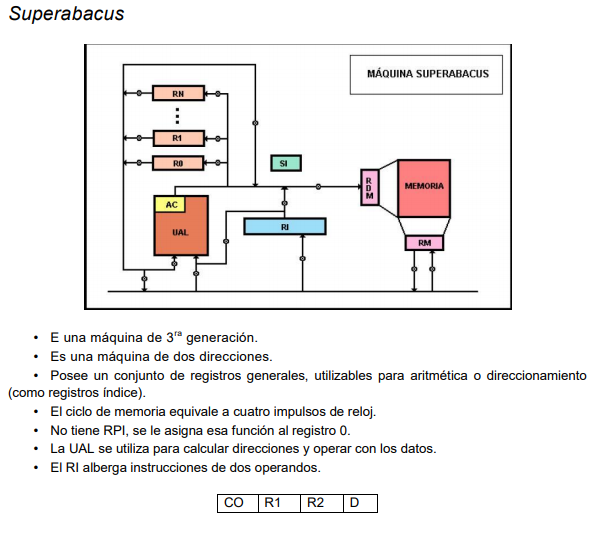 Superabacus
MÁQUINA SUPERABACUS
RN
R1
R0
SI
RDM
MEMORIA
AC
UAL
RI
RM
• E una máquina de 3ra generación.
• Es una máquina de dos direcciones.
• Posee un conjunto de registros generales, utilizables para aritmética o direccionamiento
(como registros índice).
• El ciclo de memoria equivale a cuatro impulsos de reloj.
• No tiene RPI, se le asigna esa función al registro 0.
• La UAL se utiliza para calcular direcciones y operar con los datos.
• El RI alberga instrucciones de dos operandos.
CO R1 R2 D